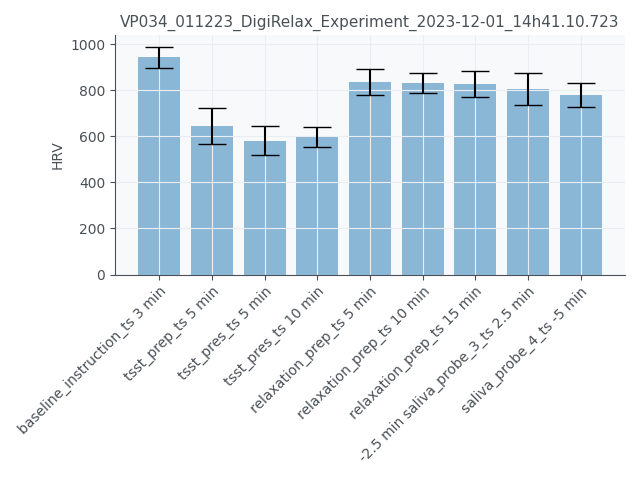 VP034_011223_DigiRelax_Experiment_2023-12-01_14h41.10.723
HRV
1000
800
600
400
200
0
baseline_instruction_ts 3 min
tsst_prep_ts 5 min
tsst_pres_ts 5 min
tsst_pres_ts 10 min
relaxation_prep_ts 5 min
relaxation_prep_ts 10 min
relaxation_prep_ts 15 min
-2.5 min saliva_probe_3_ts 2.5 min
saliva_probe_4_ts -5 min